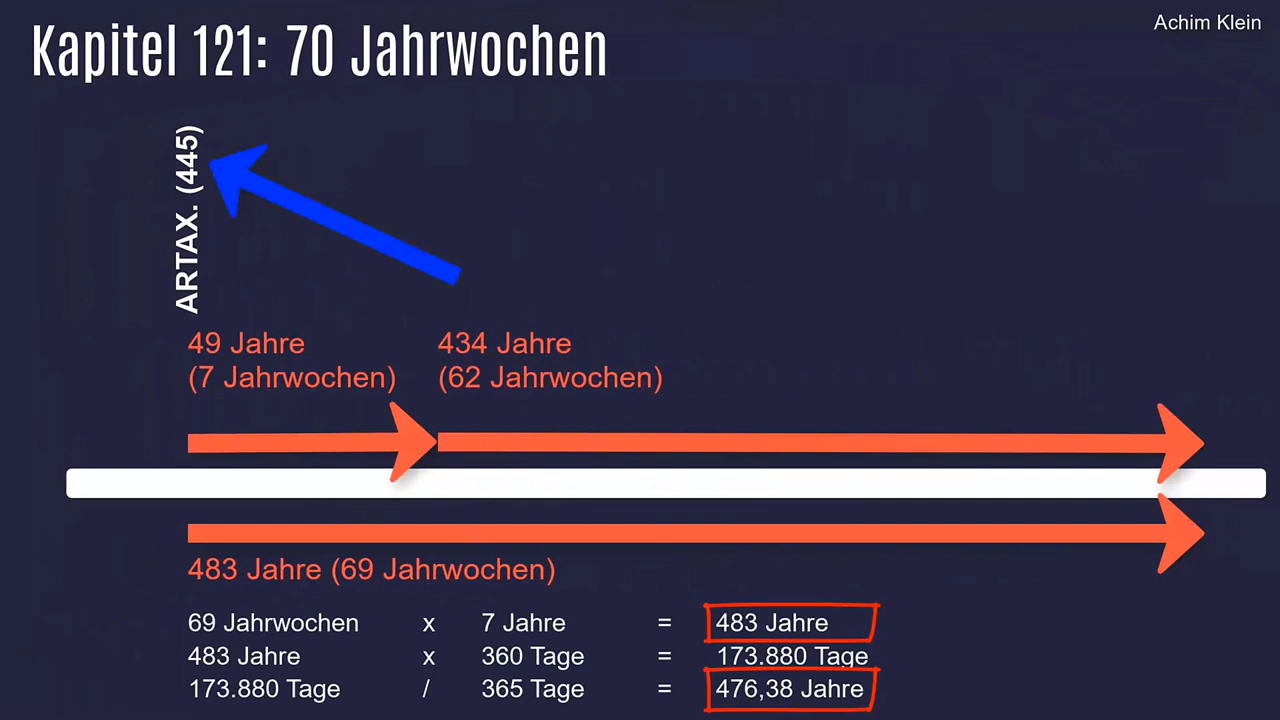 Kapitel 121: 70 Jahrwochen
Achim Klein
ARTAX. (445)
49 Jahre
(7 Jahrwochen)
434 Jahre
(62 Jahrwochen)
483 Jahre (69 Jahrwochen)
69 Jahrwochen x 7 Jahre = 483 Jahre
483 Jahre x 360 Tage = 173.880 Tage
173.880 Tage / 365 Tage = 476,38 Jahre